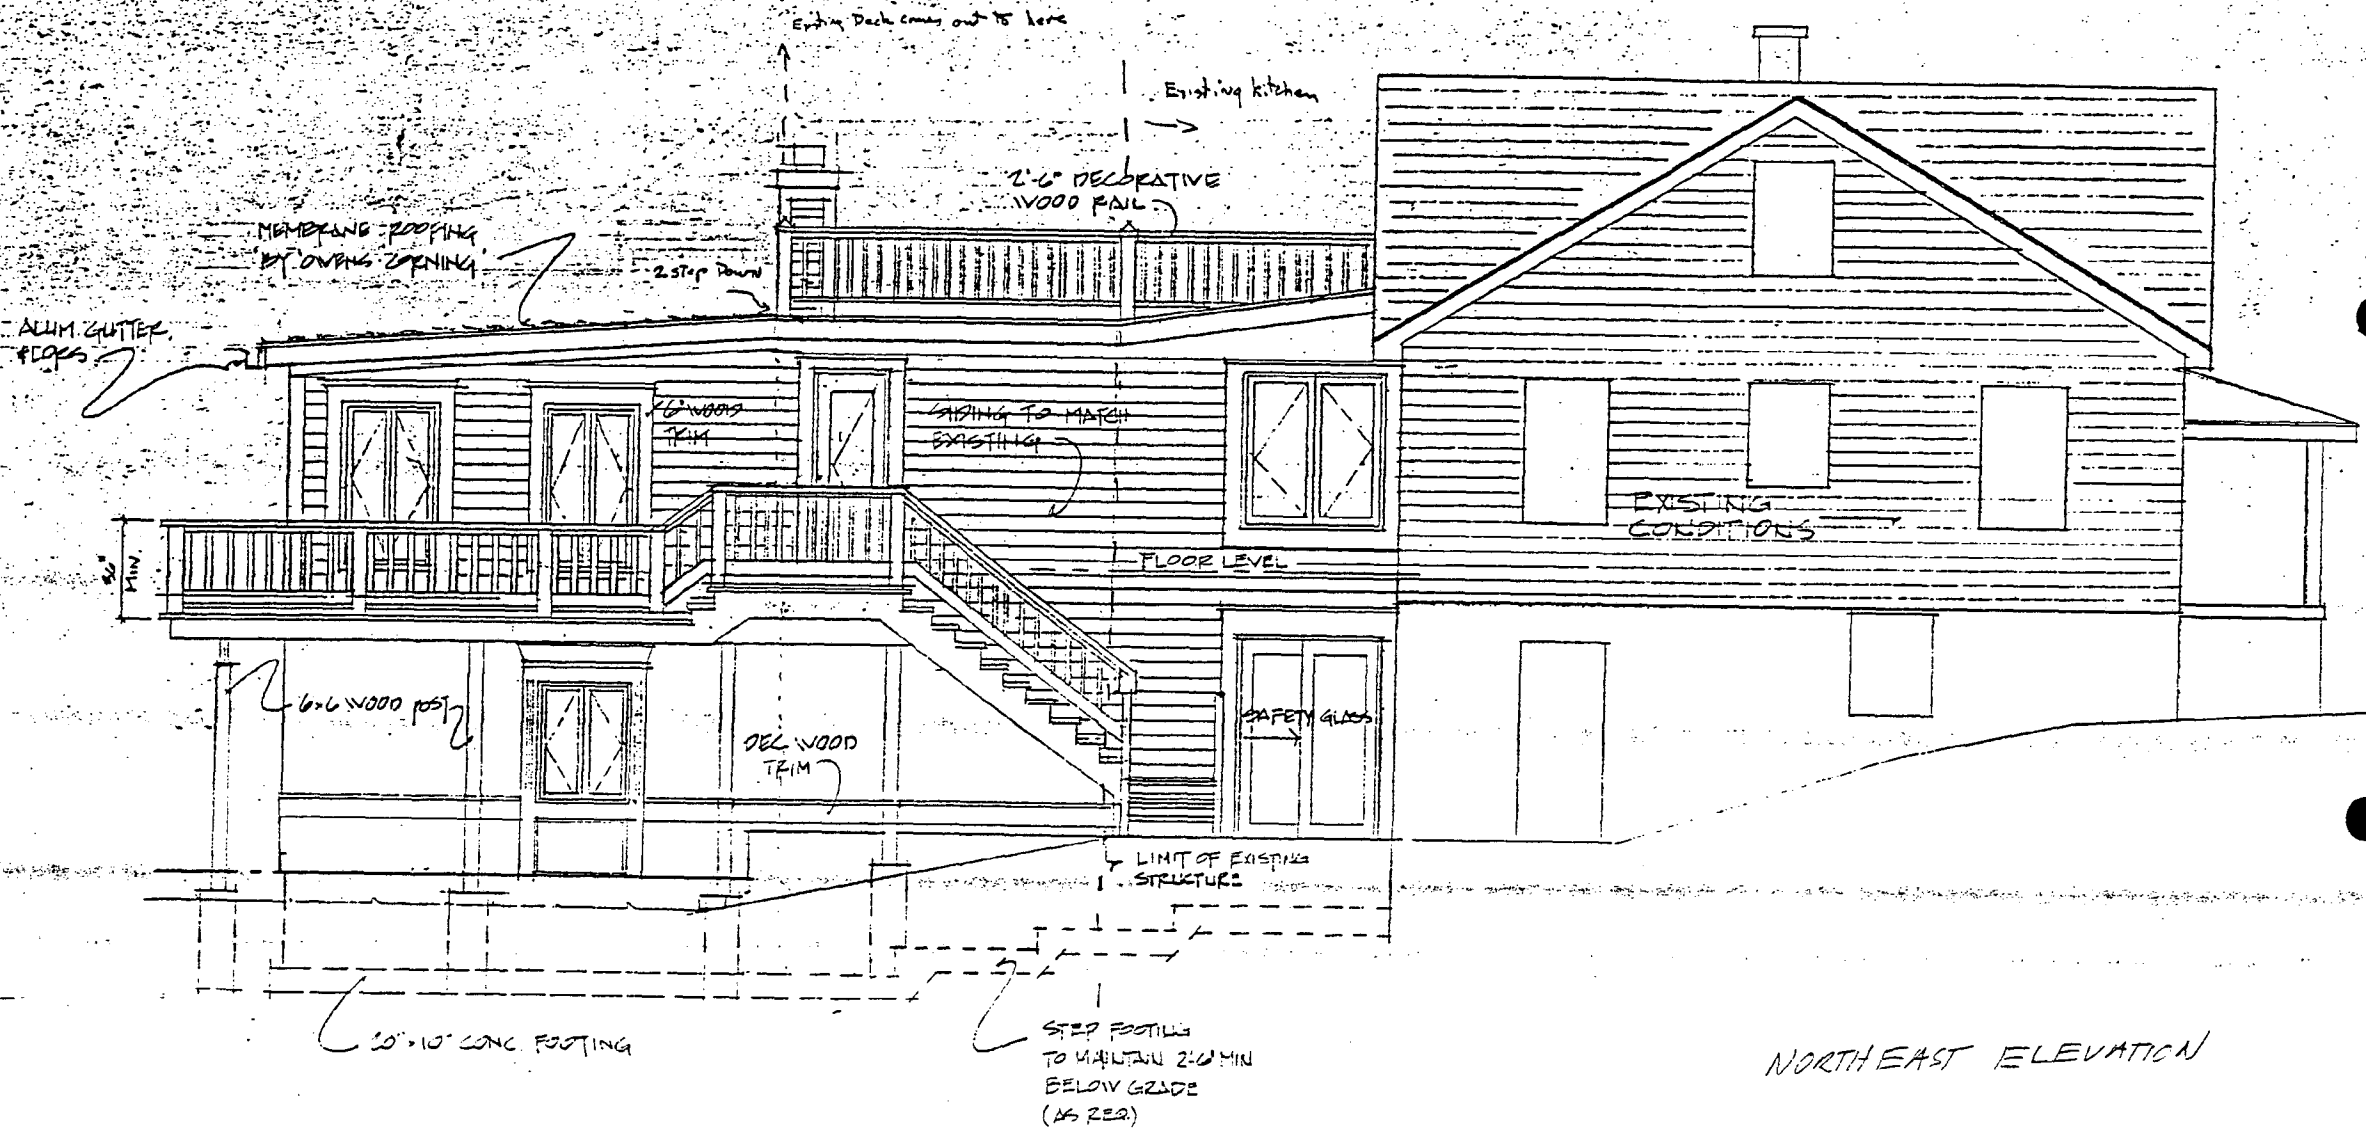 Existing Deck comes out to here
Existing kitchen
2'-6" DECORATIVE
WOOD RAIL
MEMBRANE ROOFING
BY OWENS CORNING
2 step Down
ALUM. GUTTER
6" WOOD
TRIM
SIDING TO MATCH
EXISTING
EXISTING
CONDITIONS
36"
MIN.
FLOOR LEVEL
6x6 WOOD POST
SAFETY GLASS
DEC WOOD
TRIM
LIMIT OF EXISTING
STRUCTURE
20"x10" CONC. FOOTING
STEP FOOTING
TO MAINTAIN 2'-6" MIN
BELOW GRADE
(AS REQ.)
NORTHEAST ELEVATION